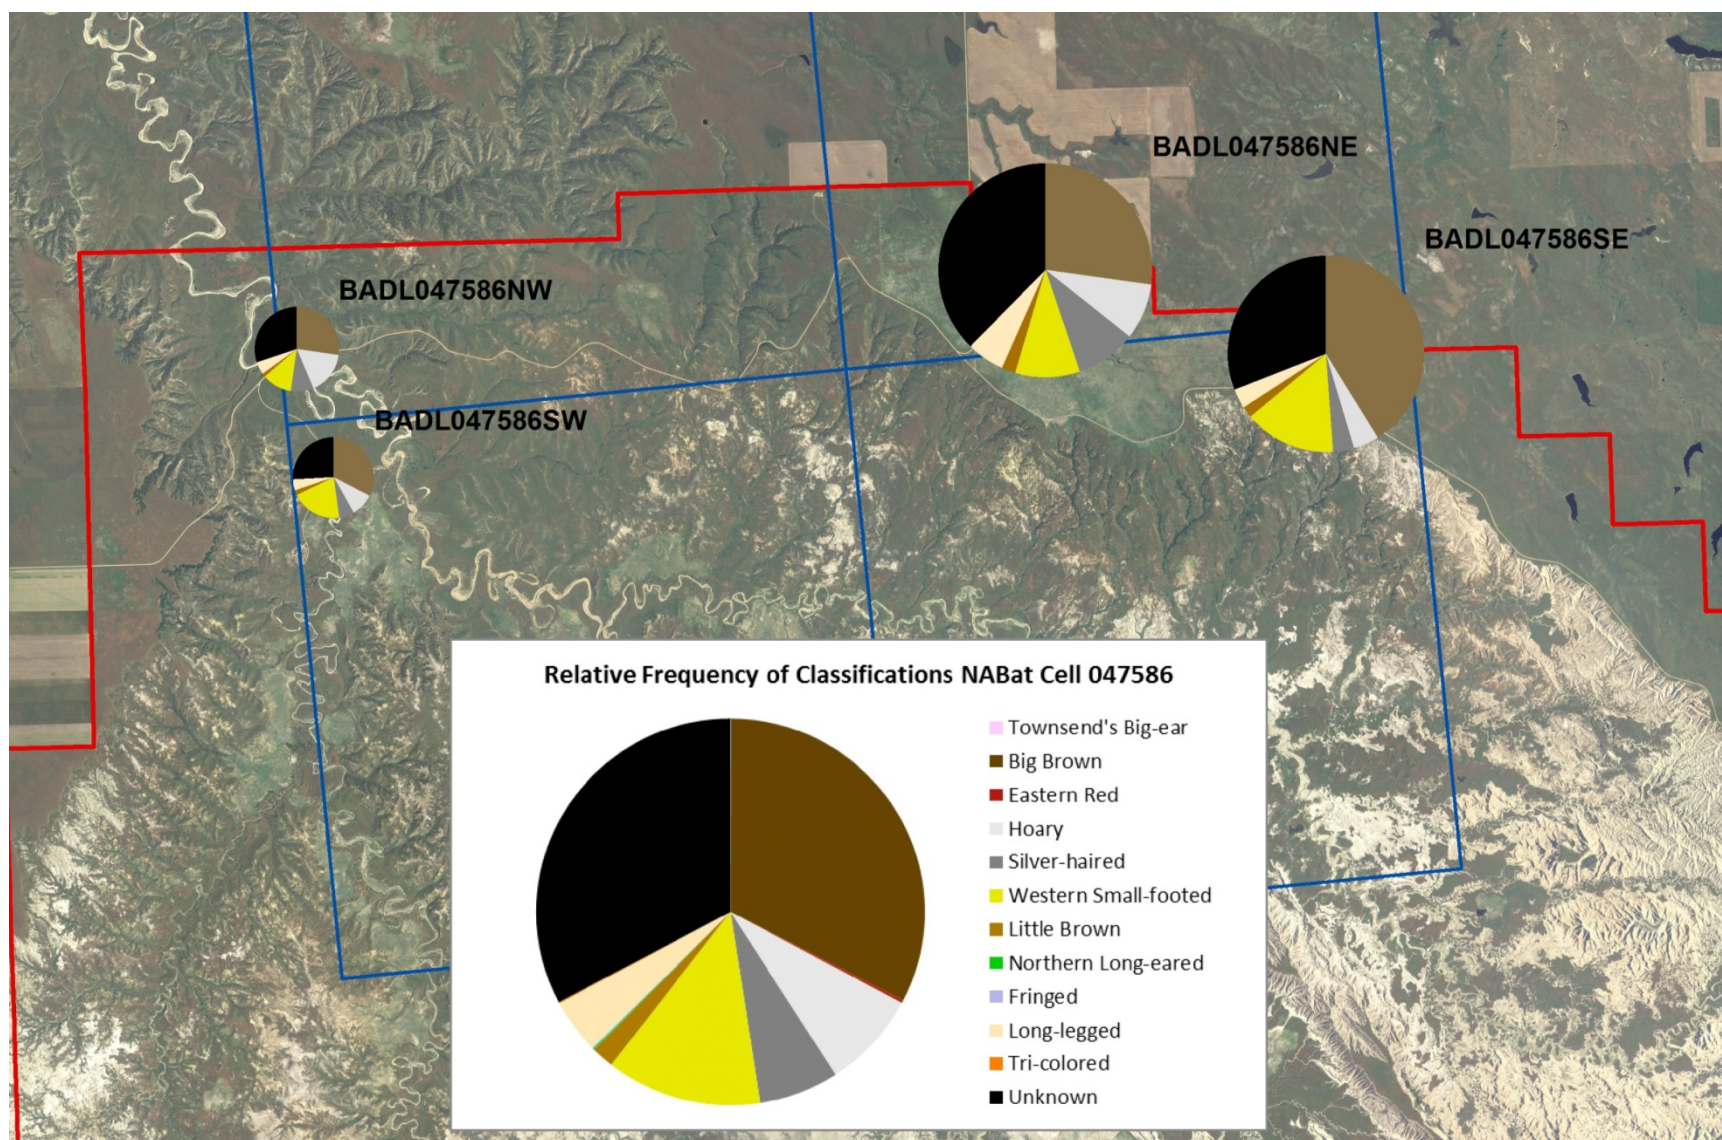 BADL047586NE
BADL047586SE
BADL047586NW
BADL047586SW
Relative Frequency of Classifications NABat Cell 047586
Townsend's Big-ear
Big Brown
Eastern Red
Hoary
Silver-haired
Western Small-footed
Little Brown
Northern Long-eared
Fringed
Long-legged
Tri-colored
Unknown